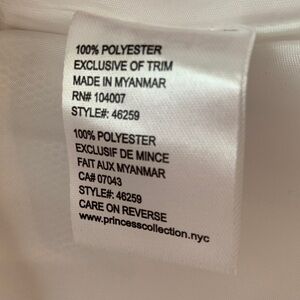 100% POLYESTER
EXCLUSIVE OF TRIM
MADE IN MYANMAR
RN# 104007
STYLE#: 46259
100% POLYESTER
EXCLUSIF DE MINCE
FAIT AUX MYANMAR
CA# 07043
STYLE#: 46259
CARE ON REVERSE
www.princesscollection.nyc